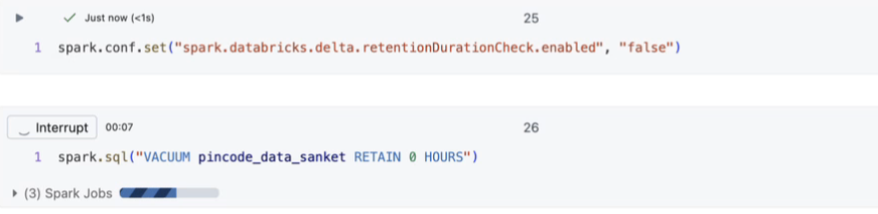 Just now (<1s)
25
1 spark.conf.set("spark.databricks.delta.retentionDurationCheck.enabled", "false")
Interrupt 00:07
26
1 spark.sql("VACUUM pincode_data_sanket RETAIN 0 HOURS")
(3) Spark Jobs